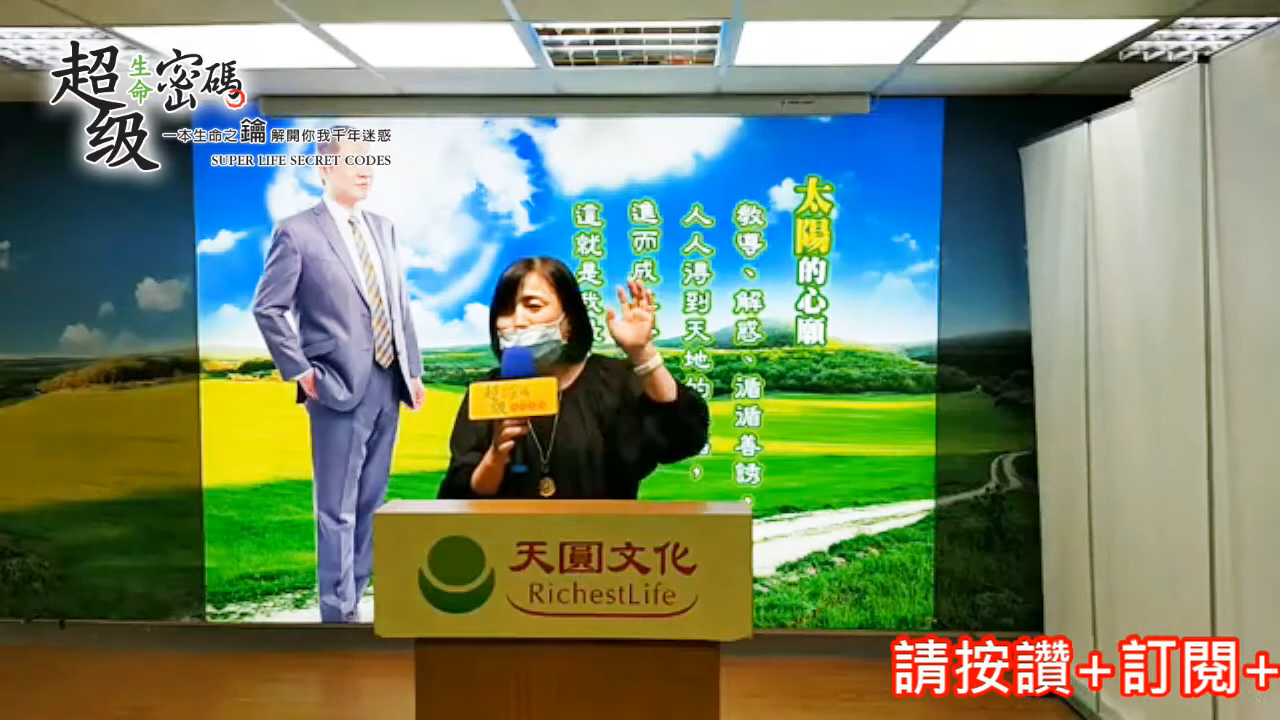 超级生命密碼
一本生命之鑰 解開你我千年迷惑
SUPER LIFE SECRET CODES
太陽的心願
教導、解惑、循循善誘，
人人得到天地的
進而成
這就是我
天圓文化
RichestLife
請按讚+訂閱+